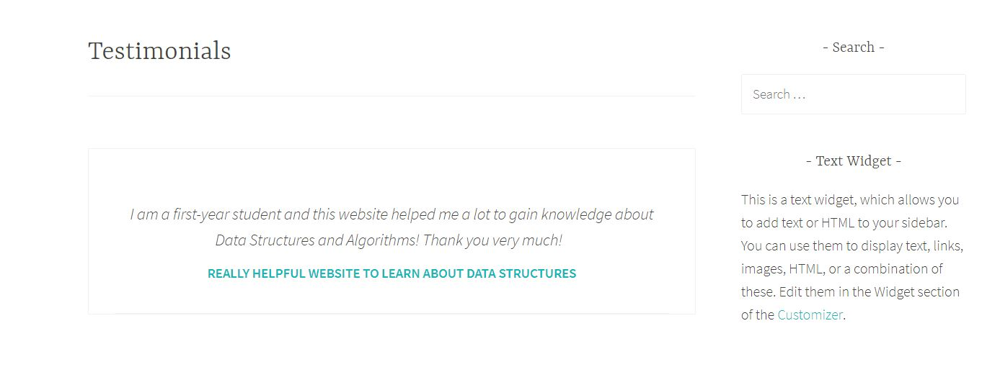 Testimonials
I am a first-year student and this website helped me a lot to gain knowledge about
Data Structures and Algorithms! Thank you very much!
REALLY HELPFUL WEBSITE TO LEARN ABOUT DATA STRUCTURES
- Search -
Search …
- Text Widget -
This is a text widget, which allows you
to add text or HTML to your sidebar.
You can use them to display text, links,
images, HTML, or a combination of
these. Edit them in the Widget section
of the Customizer.